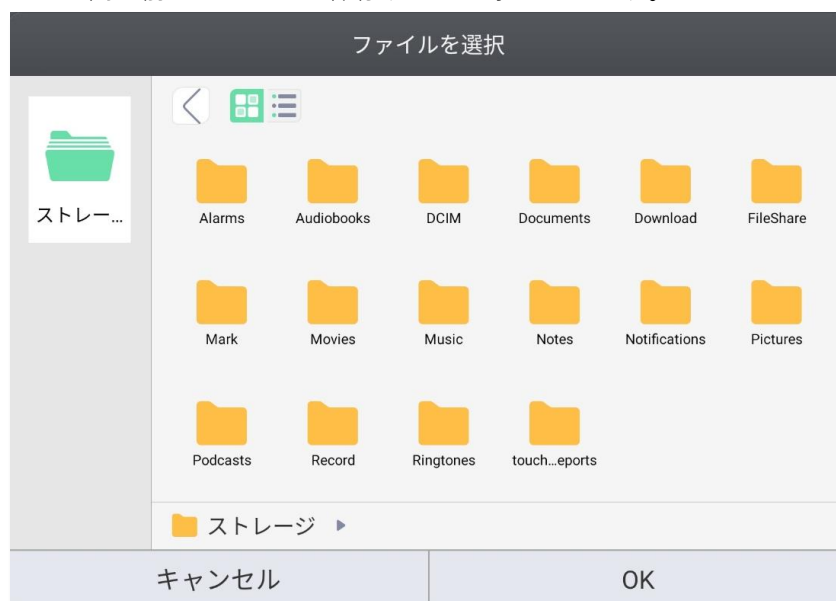 ファイルを選択
ストレー...
Alarms
Audiobooks
DCIM
Documents
Download
FileShare
Mark
Movies
Music
Notes
Notifications
Pictures
Podcasts
Record
Ringtones
touch...eports
ストレージ
キャンセル
OK